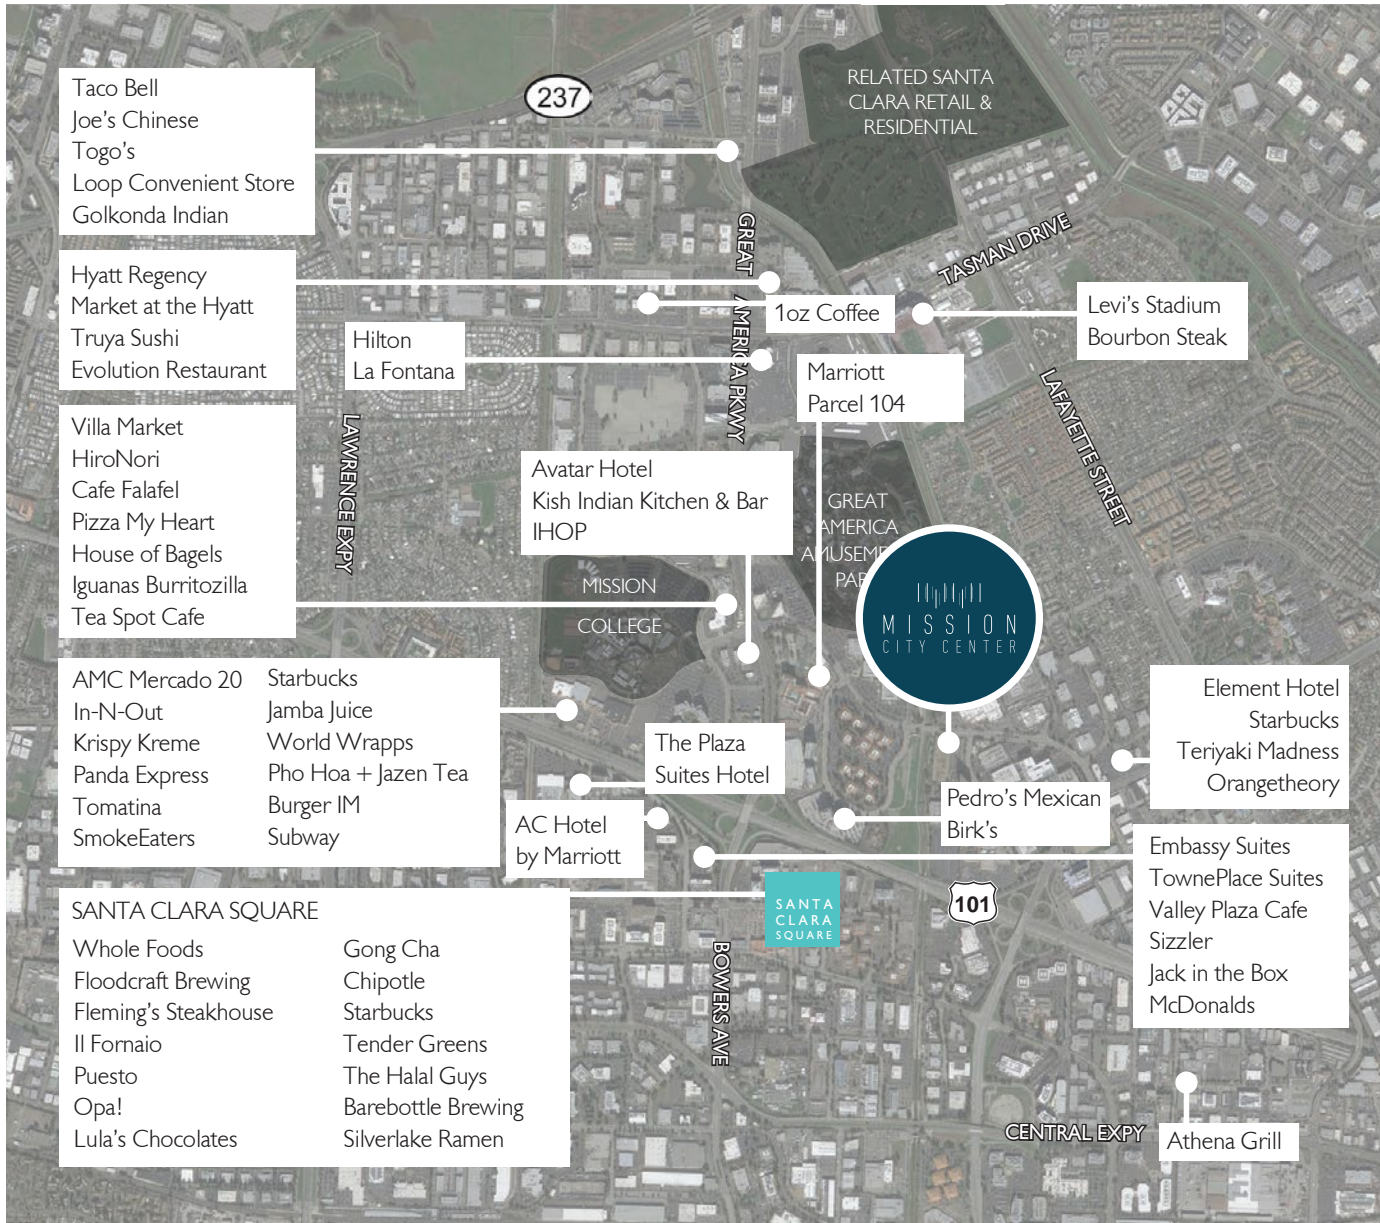 RELATED SANTA
CLARA RETAIL &
RESIDENTIAL
237
Taco Bell
Joe's Chinese
Togo's
Loop Convenient Store
Golkonda Indian
GREAT AMERICA PKWY
TASMAN DRIVE
Hyatt Regency
Market at the Hyatt
Truya Sushi
Evolution Restaurant
1oz Coffee
Levi's Stadium
Bourbon Steak
Hilton
La Fontana
Marriott
Parcel 104
LAFAYETTE STREET
LAWRENCE EXPY
Villa Market
HiroNori
Cafe Falafel
Pizza My Heart
House of Bagels
Iguanas Burritozilla
Tea Spot Cafe
Avatar Hotel
Kish Indian Kitchen & Bar
IHOP
GREAT
AMERICA
AMUSEME
PAR
MISSION
COLLEGE
MISSION
CITY CENTER
AMC Mercado 20
In-N-Out
Krispy Kreme
Panda Express
Tomatina
SmokeEaters
Starbucks
Jamba Juice
World Wrapps
Pho Hoa + Jazen Tea
Burger IM
Subway
The Plaza
Suites Hotel
Element Hotel
Starbucks
Teriyaki Madness
Orangetheory
AC Hotel
by Marriott
Pedro's Mexican
Birk's
Embassy Suites
TownePlace Suites
Valley Plaza Cafe
Sizzler
Jack in the Box
McDonalds
SANTA
CLARA
SQUARE
101
BOWERS AVE
SANTA CLARA SQUARE
Whole Foods
Floodcraft Brewing
Fleming's Steakhouse
Il Fornaio
Puesto
Opa!
Lula's Chocolates
Gong Cha
Chipotle
Starbucks
Tender Greens
The Halal Guys
Barebottle Brewing
Silverlake Ramen
CENTRAL EXPY
Athena Grill